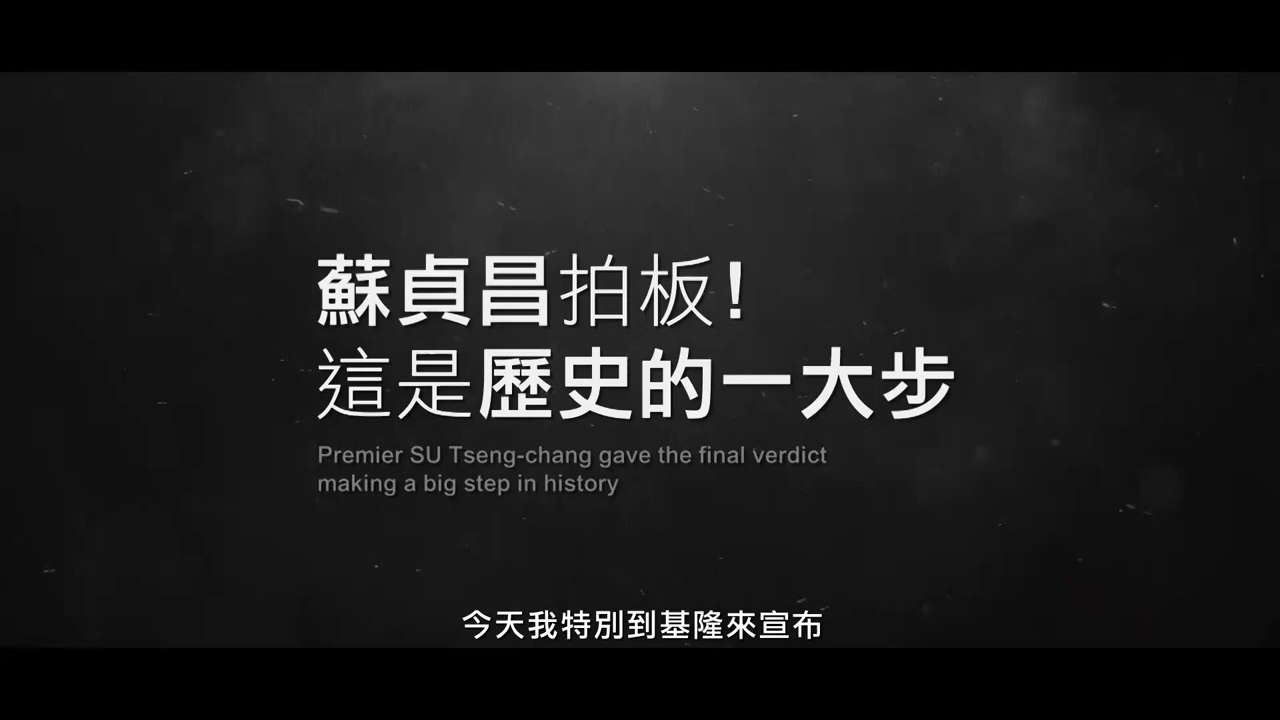 蘇貞昌拍板!
這是歷史的一大步
Premier SU Tseng-chang gave the final verdict
making a big step in history
今天我特別到基隆來宣布